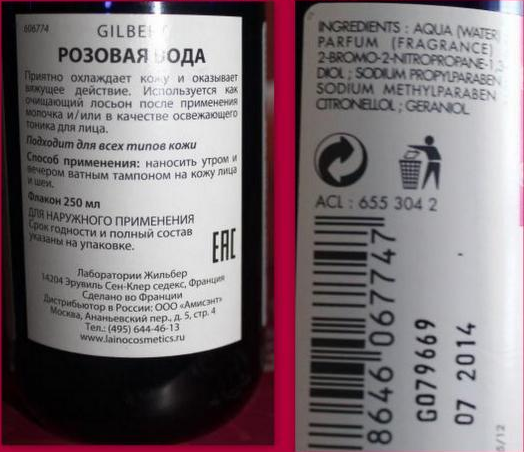 606774
GILBERT
РОЗОВАЯ ВОДА
Приятно охлаждает кожу и оказывает
вяжущее действие. Используется как
очищающий лосьон после применения
молочка и/или в качестве освежающего
тоника для лица.
Подходит для всех типов кожи
Способ применения: наносить утром и
вечером ватным тампоном на кожу лица
и шеи.
Флакон 250 мл
ДЛЯ НАРУЖНОГО ПРИМЕНЕНИЯ
Срок годности и полный состав
указаны на упаковке.
EAC
Лаборатории Жильбер
14204 Эрувиль Сен-Клер седекс, Франция
Сделано во Франции
Дистрибьютор в России: ООО «Амисэнт»
Москва, Ананьевский пер., д. 5, стр. 4
Тел.: (495) 644-46-13
www.lainocosmetics.ru
INGREDIENTS : AQUA (WATER)
PARFUM (FRAGRANCE)
2-BROMO-2-NITROPROPANE-1,3-
DIOL ; SODIUM PROPYLPARABEN
SODIUM METHYLPARABEN
CITRONELLOL ; GERANIOL
ACL : 655 304 2
8646 067747
G079669
07 2014